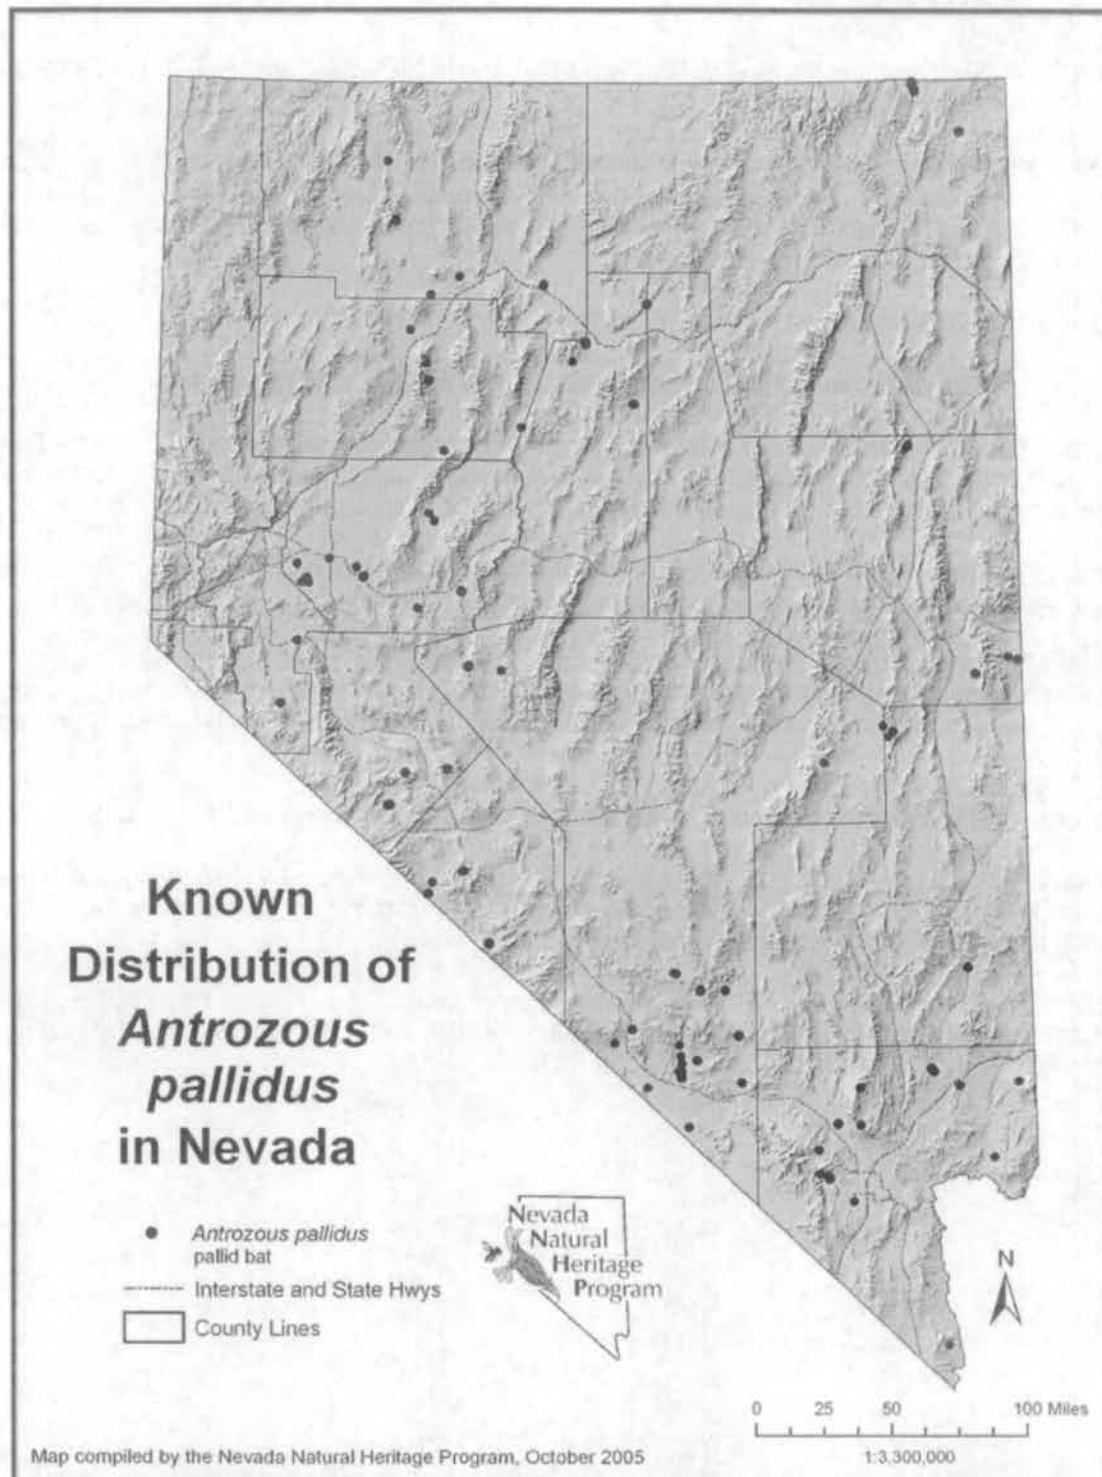 Known
Distribution of
Antrozous
pallidus
in Nevada
Antrozous pallidus
pallid bat
Interstate and State Hwys
County Lines
Nevada
Natural
Heritage
Program
N
0 25 50 100 Miles
1:3,300,000
Map compiled by the Nevada Natural Heritage Program, October 2005